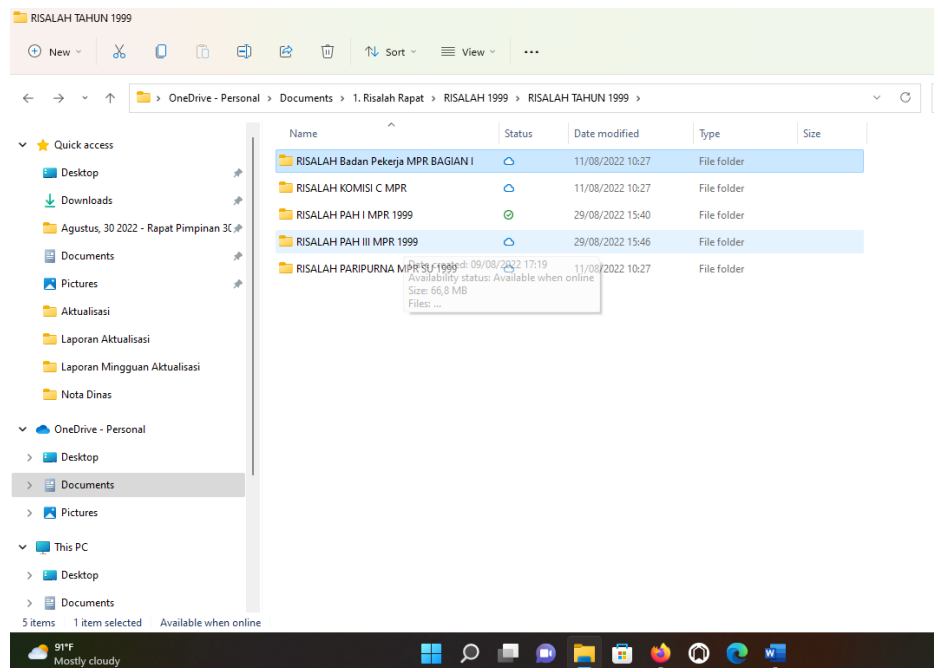 RISALAH TAHUN 1999
New
Sort
View
OneDrive - Personal > Documents > 1. Risalah Rapat > RISALAH 1999 > RISALAH TAHUN 1999 >
Name Status Date modified Type Size
Quick access
Desktop
Downloads
Agustus, 30 2022 - Rapat Pimpinan 30
Documents
Pictures
Aktualisasi
Laporan Aktualisasi
Laporan Mingguan Aktualisasi
Nota Dinas
OneDrive - Personal
Desktop
Documents
Pictures
This PC
Desktop
Documents
RISALAH Badan Pekerja MPR BAGIAN I 11/08/2022 10:27 File folder
RISALAH KOMISI C MPR 11/08/2022 10:27 File folder
RISALAH PAH I MPR 1999 29/08/2022 15:40 File folder
RISALAH PAH III MPR 1999 29/08/2022 15:46 File folder
RISALAH PARIPURNA MPR SU 1999 11/08/2022 10:27 File folder
Date created: 09/08/2022 17:19
Availability status: Available when online
Size: 66,8 MB
Files: ...
5 items 1 item selected Available when online
91°F
Mostly cloudy